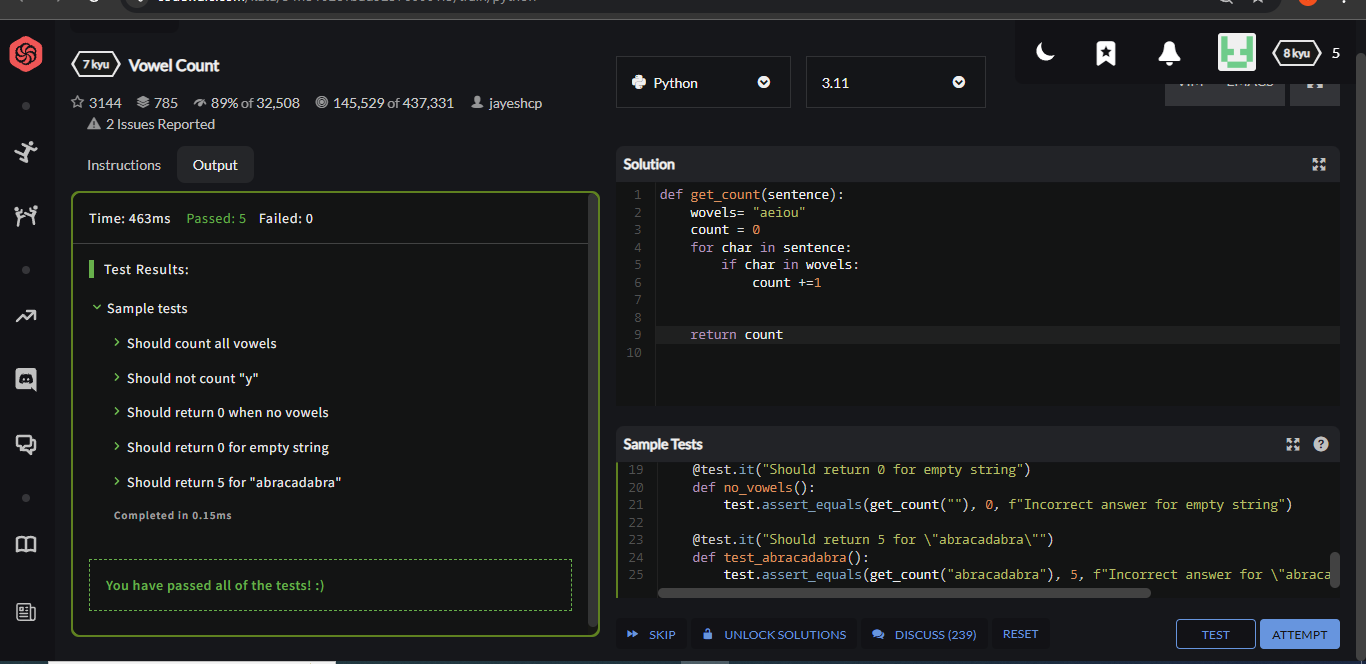 7 kyu Vowel Count
3144 785 89% of 32,508 145,529 of 437,331 jayeshcp
2 Issues Reported
Instructions Output
Time: 463ms Passed: 5 Failed: 0
Test Results:
Sample tests
Should count all vowels
Should not count "y"
Should return 0 when no vowels
Should return 0 for empty string
Should return 5 for "abracadabra"
Completed in 0.15ms
You have passed all of the tests! :)
Python 3.11
8 kyu 5
VIM EMACS
Solution
1 def get_count(sentence):
2 wovels= "aeiou"
3 count = 0
4 for char in sentence:
5 if char in wovels:
6 count +=1
7
8
9 return count
10
Sample Tests
19 @test.it("Should return 0 for empty string")
20 def no_vowels():
21 test.assert_equals(get_count(""), 0, f"Incorrect answer for empty string")
22
23 @test.it("Should return 5 for \"abracadabra\"")
24 def test_abracadabra():
25 test.assert_equals(get_count("abracadabra"), 5, f"Incorrect answer for \"abraca
SKIP UNLOCK SOLUTIONS DISCUSS (239) RESET TEST ATTEMPT